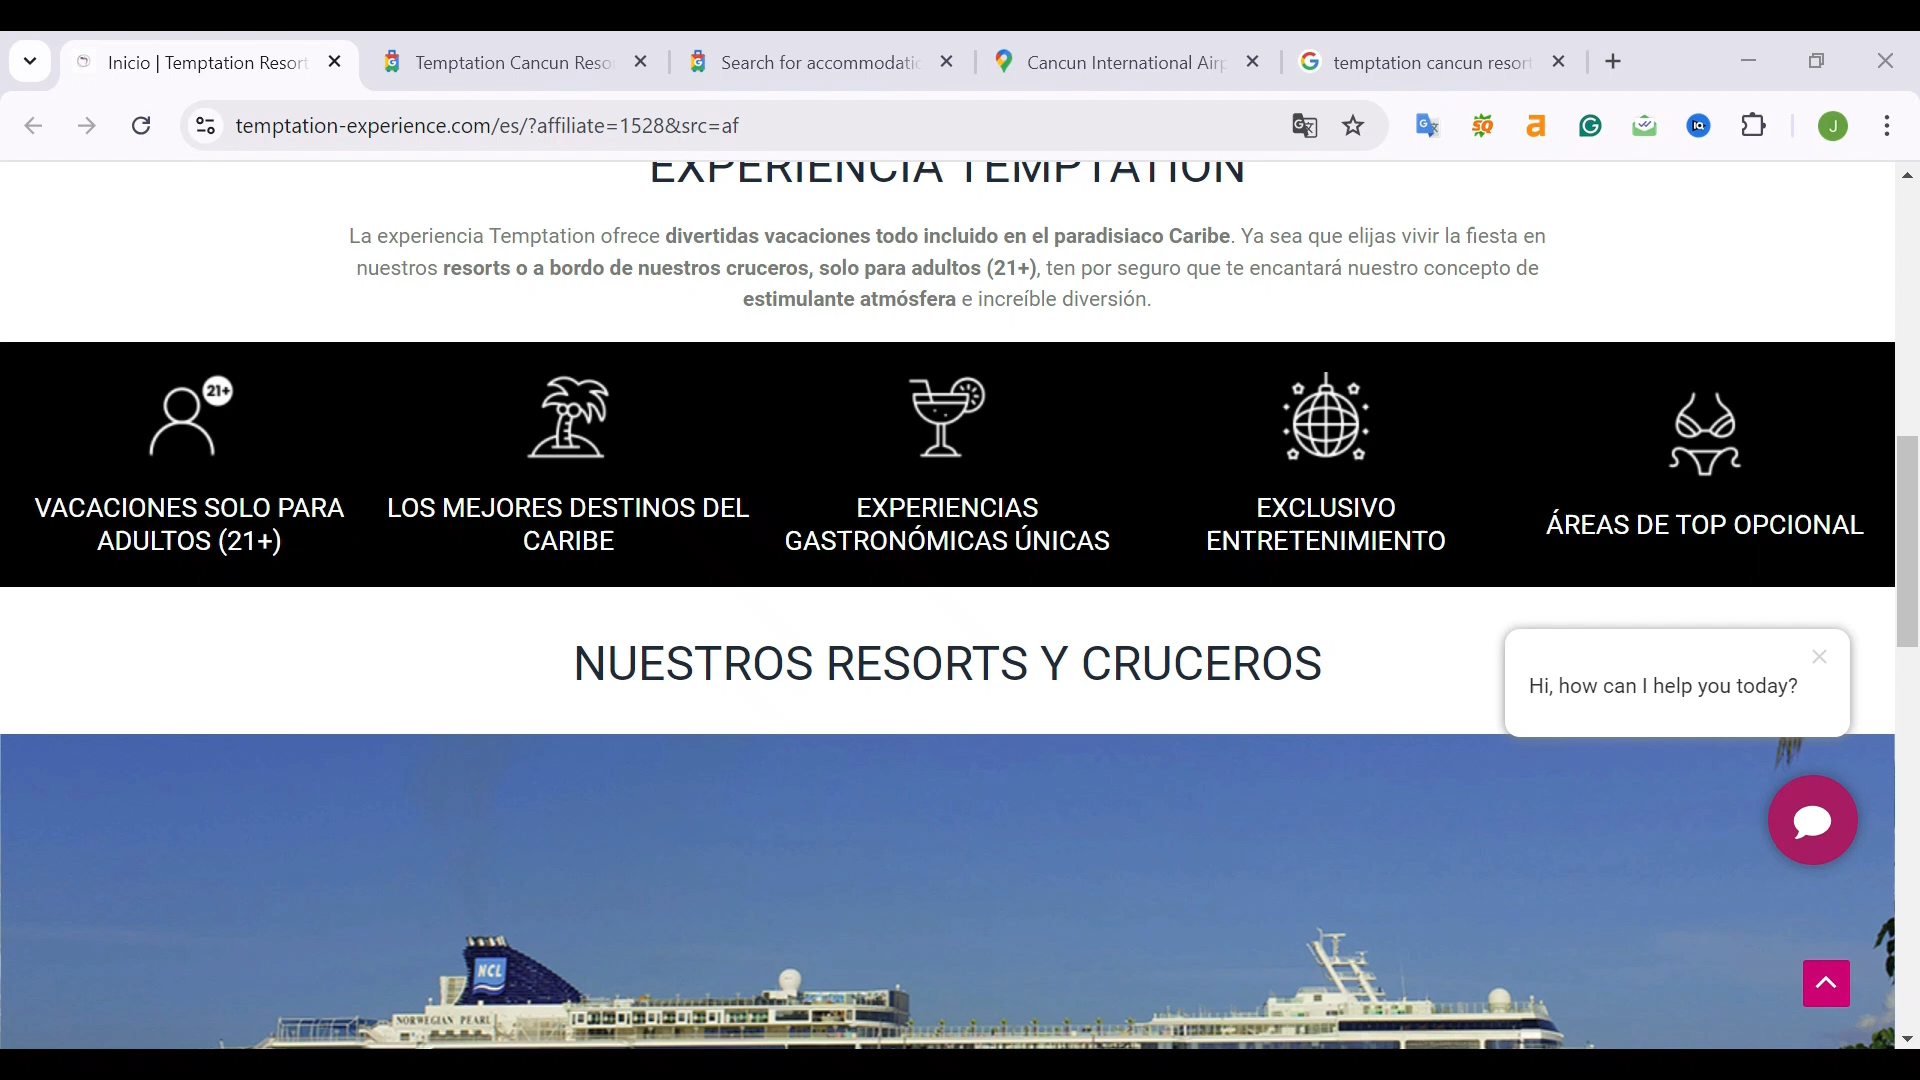 Inicio | Temptation Resort
Temptation Cancun Reso
Search for accommodatio
Cancun International Airp
temptation cancun resort
temptation-experience.com/es/?affiliate=1528&src=af
J
EXPERIENCIA TEMPTATION
La experiencia Temptation ofrece divertidas vacaciones todo incluido en el paradisiaco Caribe. Ya sea que elijas vivir la fiesta en
nuestros resorts o a bordo de nuestros cruceros, solo para adultos (21+), ten por seguro que te encantará nuestro concepto de
estimulante atmósfera e increíble diversión.
21+
VACACIONES SOLO PARA
ADULTOS (21+)
LOS MEJORES DESTINOS DEL
CARIBE
EXPERIENCIAS
GASTRONÓMICAS ÚNICAS
EXCLUSIVO
ENTRETENIMIENTO
ÁREAS DE TOP OPCIONAL
NUESTROS RESORTS Y CRUCEROS
Hi, how can I help you today?
NCL
NORWEGIAN PEARL